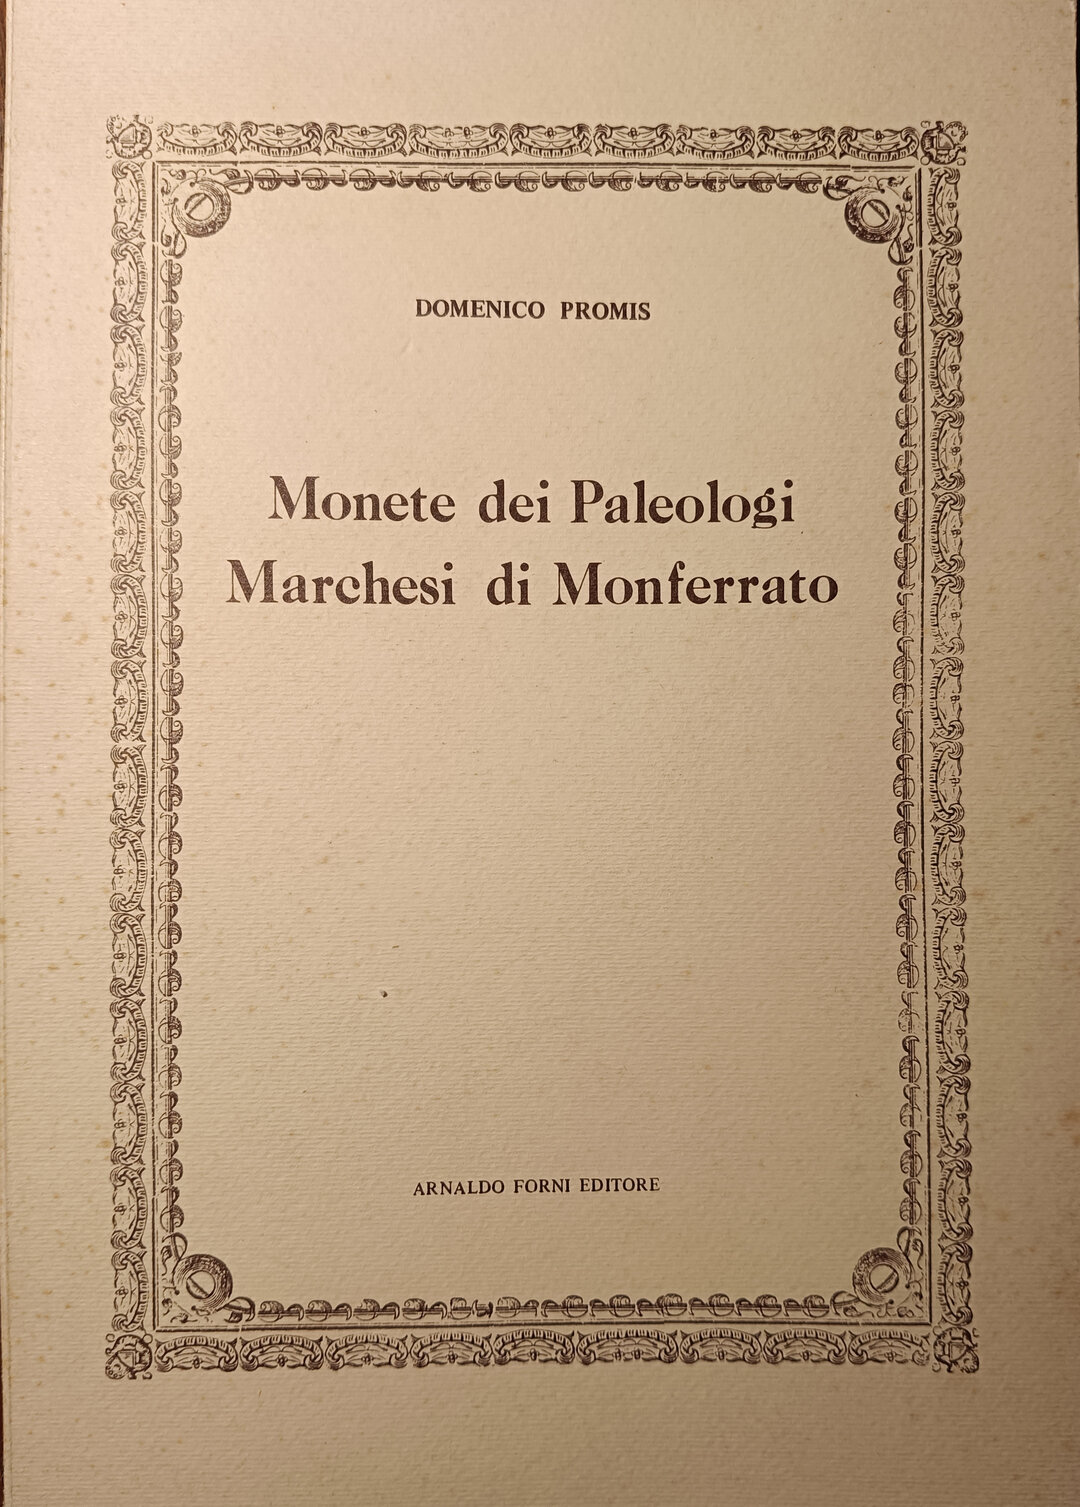 DOMENICO PROMIS
Monete dei Paleologi
Marchesi di Monferrato
ARNALDO FORNI EDITORE